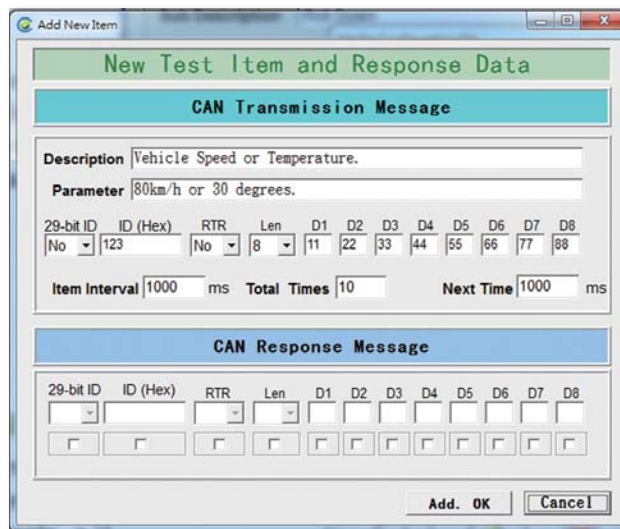 Add New Item
New Test Item and Response Data
CAN Transmission Message
Description Vehicle Speed or Temperature.
Parameter 80km/h or 30 degrees.
29-bit ID ID (Hex) RTR Len D1 D2 D3 D4 D5 D6 D7 D8
No 123 No 8 11 22 33 44 55 66 77 88
Item Interval 1000 ms Total Times 10 Next Time 1000 ms
CAN Response Message
29-bit ID ID (Hex) RTR Len D1 D2 D3 D4 D5 D6 D7 D8
Add. OK Cancel